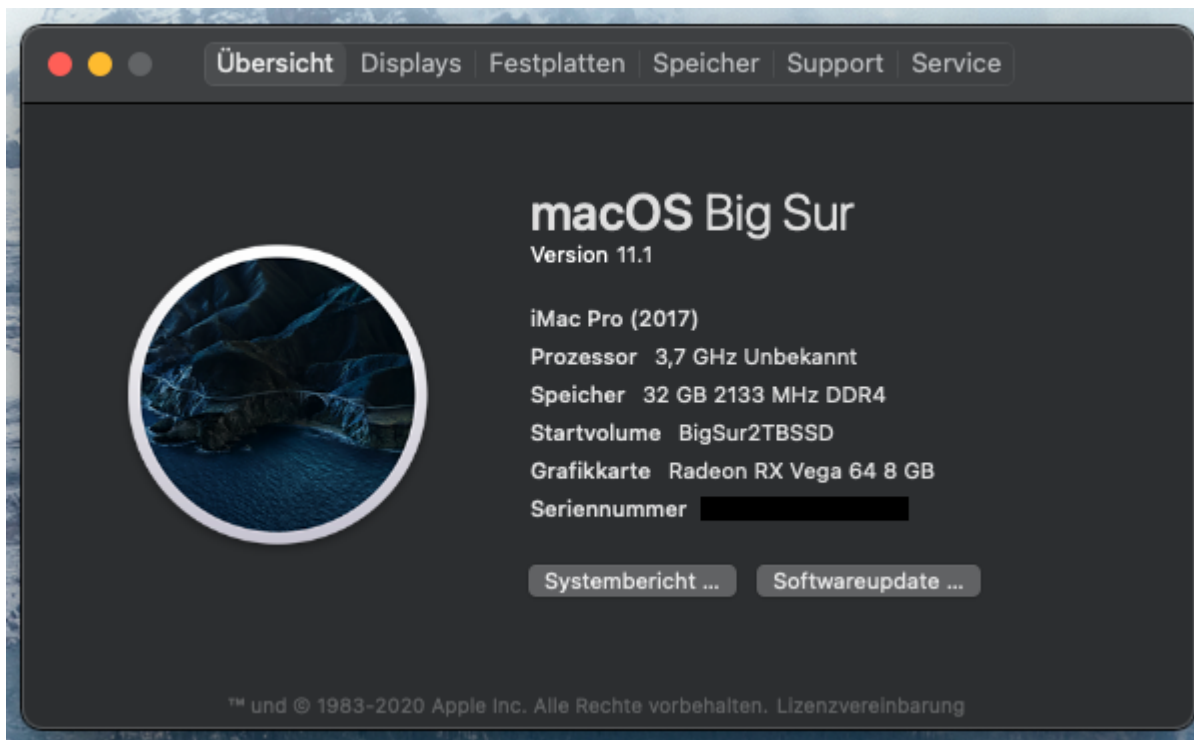 Übersicht Displays Festplatten Speicher Support Service
macOS Big Sur
Version 11.1
iMac Pro (2017)
Prozessor 3,7 GHz Unbekannt
Speicher 32 GB 2133 MHz DDR4
Startvolume BigSur2TBSSD
Grafikkarte Radeon RX Vega 64 8 GB
Seriennummer
Systembericht ... Softwareupdate ...
™ und © 1983-2020 Apple Inc. Alle Rechte vorbehalten. Lizenzvereinbarung